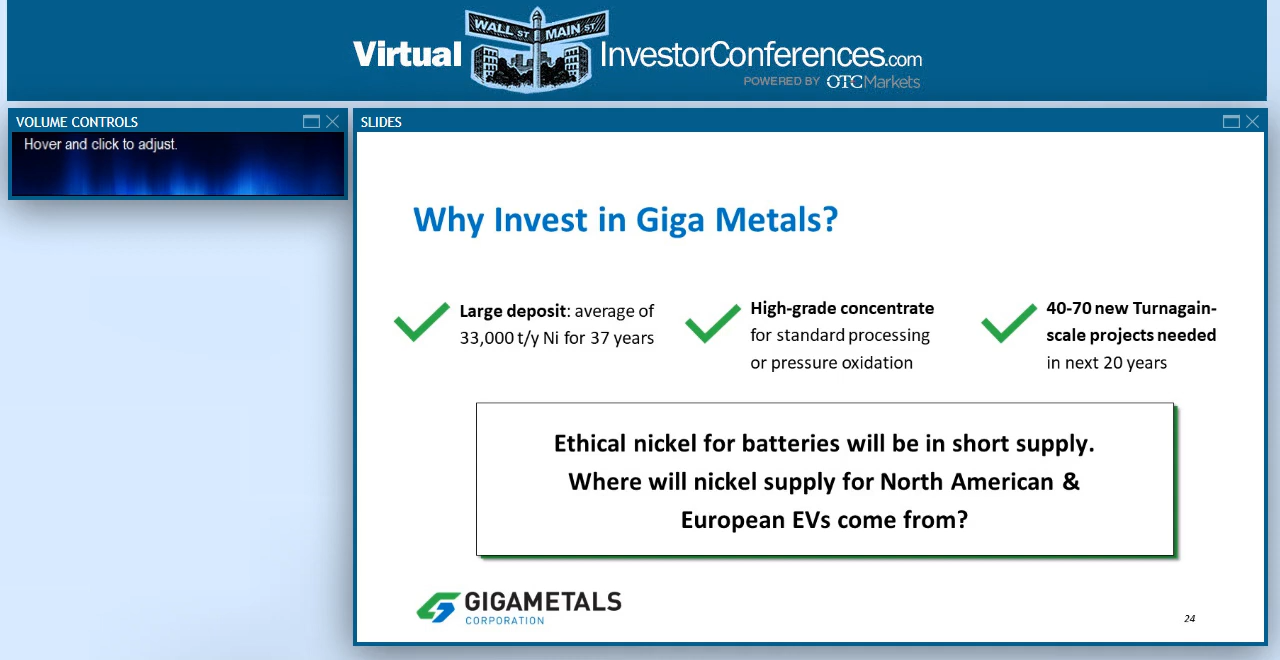 WALL ST MAIN ST
Virtual InvestorConferences.com
POWERED BY OTCMarkets
VOLUME CONTROLS
Hover and click to adjust.
SLIDES
Why Invest in Giga Metals?
Large deposit: average of
33,000 t/y Ni for 37 years
High-grade concentrate
for standard processing
or pressure oxidation
40-70 new Turnagain-
scale projects needed
in next 20 years
Ethical nickel for batteries will be in short supply.
Where will nickel supply for North American &
European EVs come from?
GIGAMETALS
CORPORATION
24